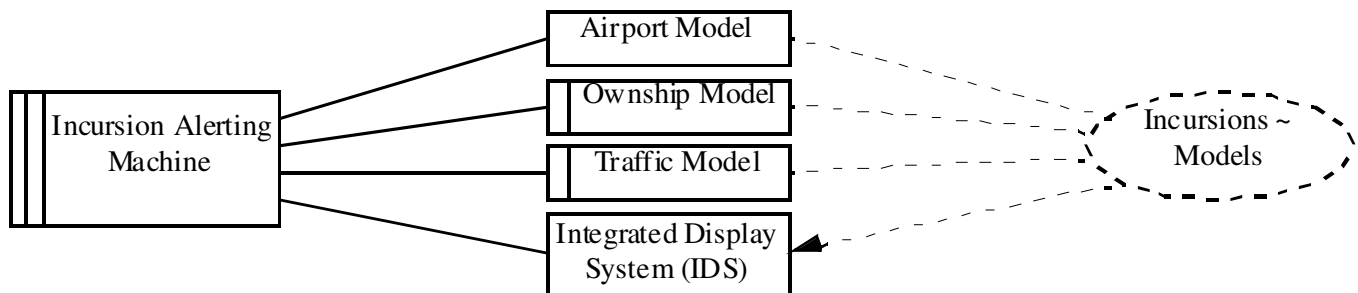 Incursion Alerting
Machine
Airport Model
Ownship Model
Traffic Model
Integrated Display
System (IDS)
Incursions ~
Models